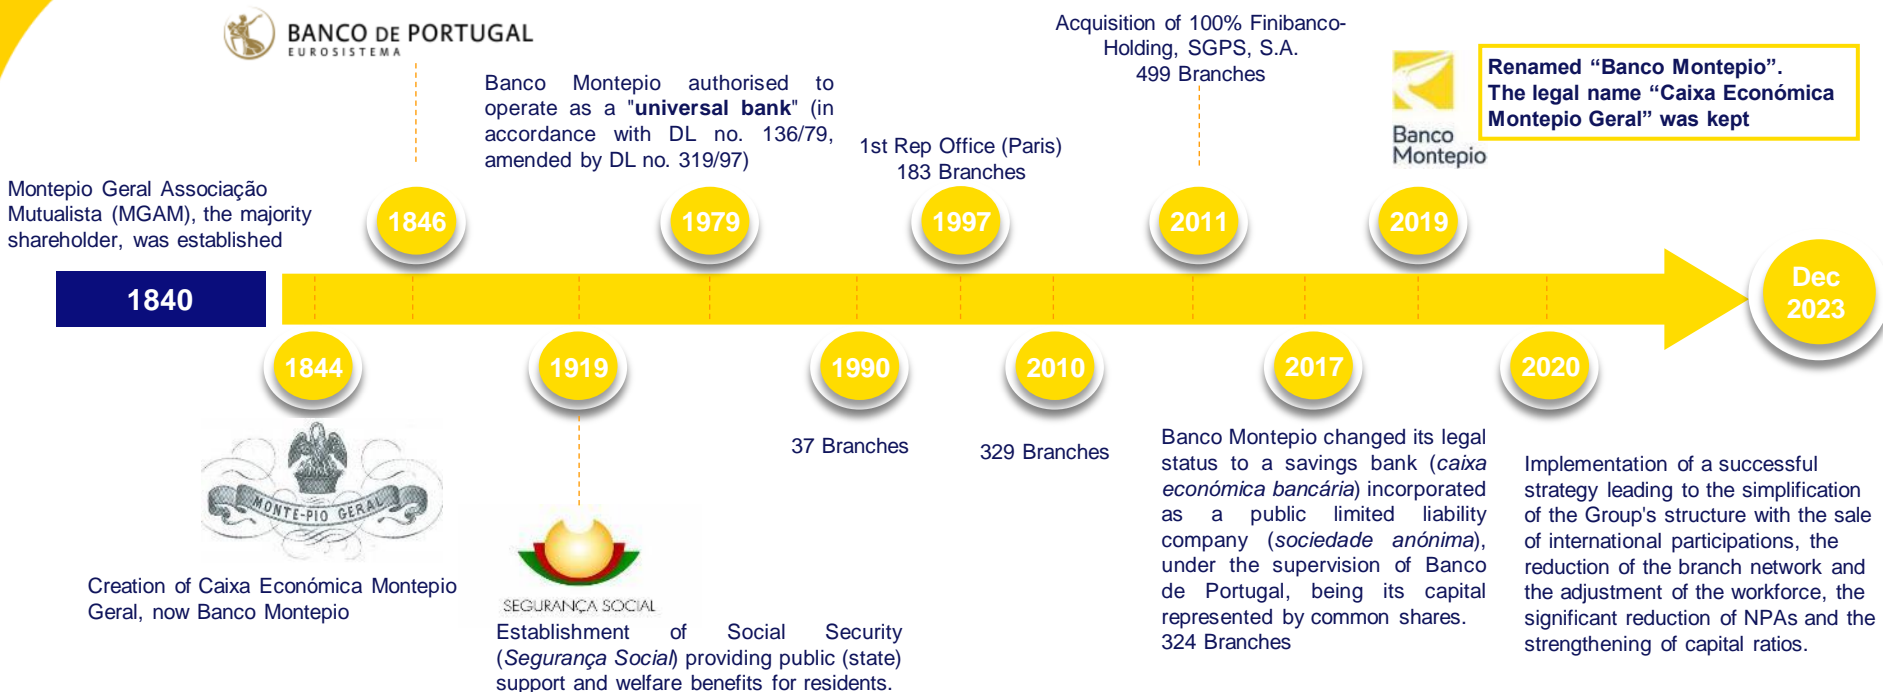 BANCO DE PORTUGAL
EUROSISTEMA
Banco Montepio authorised to
operate as a "universal bank" (in
accordance with DL no. 136/79,
amended by DL no. 319/97)
1st Rep Office (Paris)
183 Branches
Acquisition of 100% Finibanco-
Holding, SGPS, S.A.
499 Branches
Banco
Montepio
Renamed “Banco Montepio”.
The legal name “Caixa Económica
Montepio Geral” was kept
Montepio Geral Associação
Mutualista (MGAM), the majority
shareholder, was established
1846
1979
1997
2011
2019
1840
Dec
2023
1844
1919
1990
2010
2017
2020
MONTE-PIO GERAL
Creation of Caixa Económica Montepio
Geral, now Banco Montepio
SEGURANÇA SOCIAL
Establishment of Social Security
(Segurança Social) providing public (state)
support and welfare benefits for residents.
37 Branches
329 Branches
Banco Montepio changed its legal
status to a savings bank (caixa
económica bancária) incorporated
as a public limited liability
company (sociedade anónima),
under the supervision of Banco
de Portugal, being its capital
represented by common shares.
324 Branches
Implementation of a successful
strategy leading to the simplification
of the Group's structure with the sale
of international participations, the
reduction of the branch network and
the adjustment of the workforce, the
significant reduction of NPAs and the
strengthening of capital ratios.